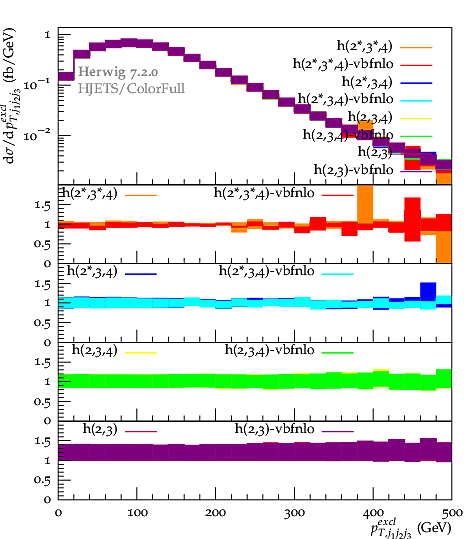 dσ/dp^{excl}_{T,j₁j₂j₃} (fb/GeV)
1
10⁻¹
10⁻²
Herwig 7.2.0
HJETS/ColorFull
h(2*,3*,4)
h(2*,3*,4)-vbfnlo
h(2*,3,4)
h(2*,3,4)-vbfnlo
h(2,3,4)
h(2,3,4)-vbfnlo
h(2,3)
h(2,3)-vbfnlo
h(2*,3*,4) h(2*,3*,4)-vbfnlo
1.5
1
0.5
0
h(2*,3,4) h(2*,3,4)-vbfnlo
1.5
1
0.5
0
h(2,3,4) h(2,3,4)-vbfnlo
1.5
1
0.5
0
h(2,3) h(2,3)-vbfnlo
1.5
1
0.5
0
0 100 200 300 400 500
p^{excl}_{T,j₁j₂j₃} (GeV)